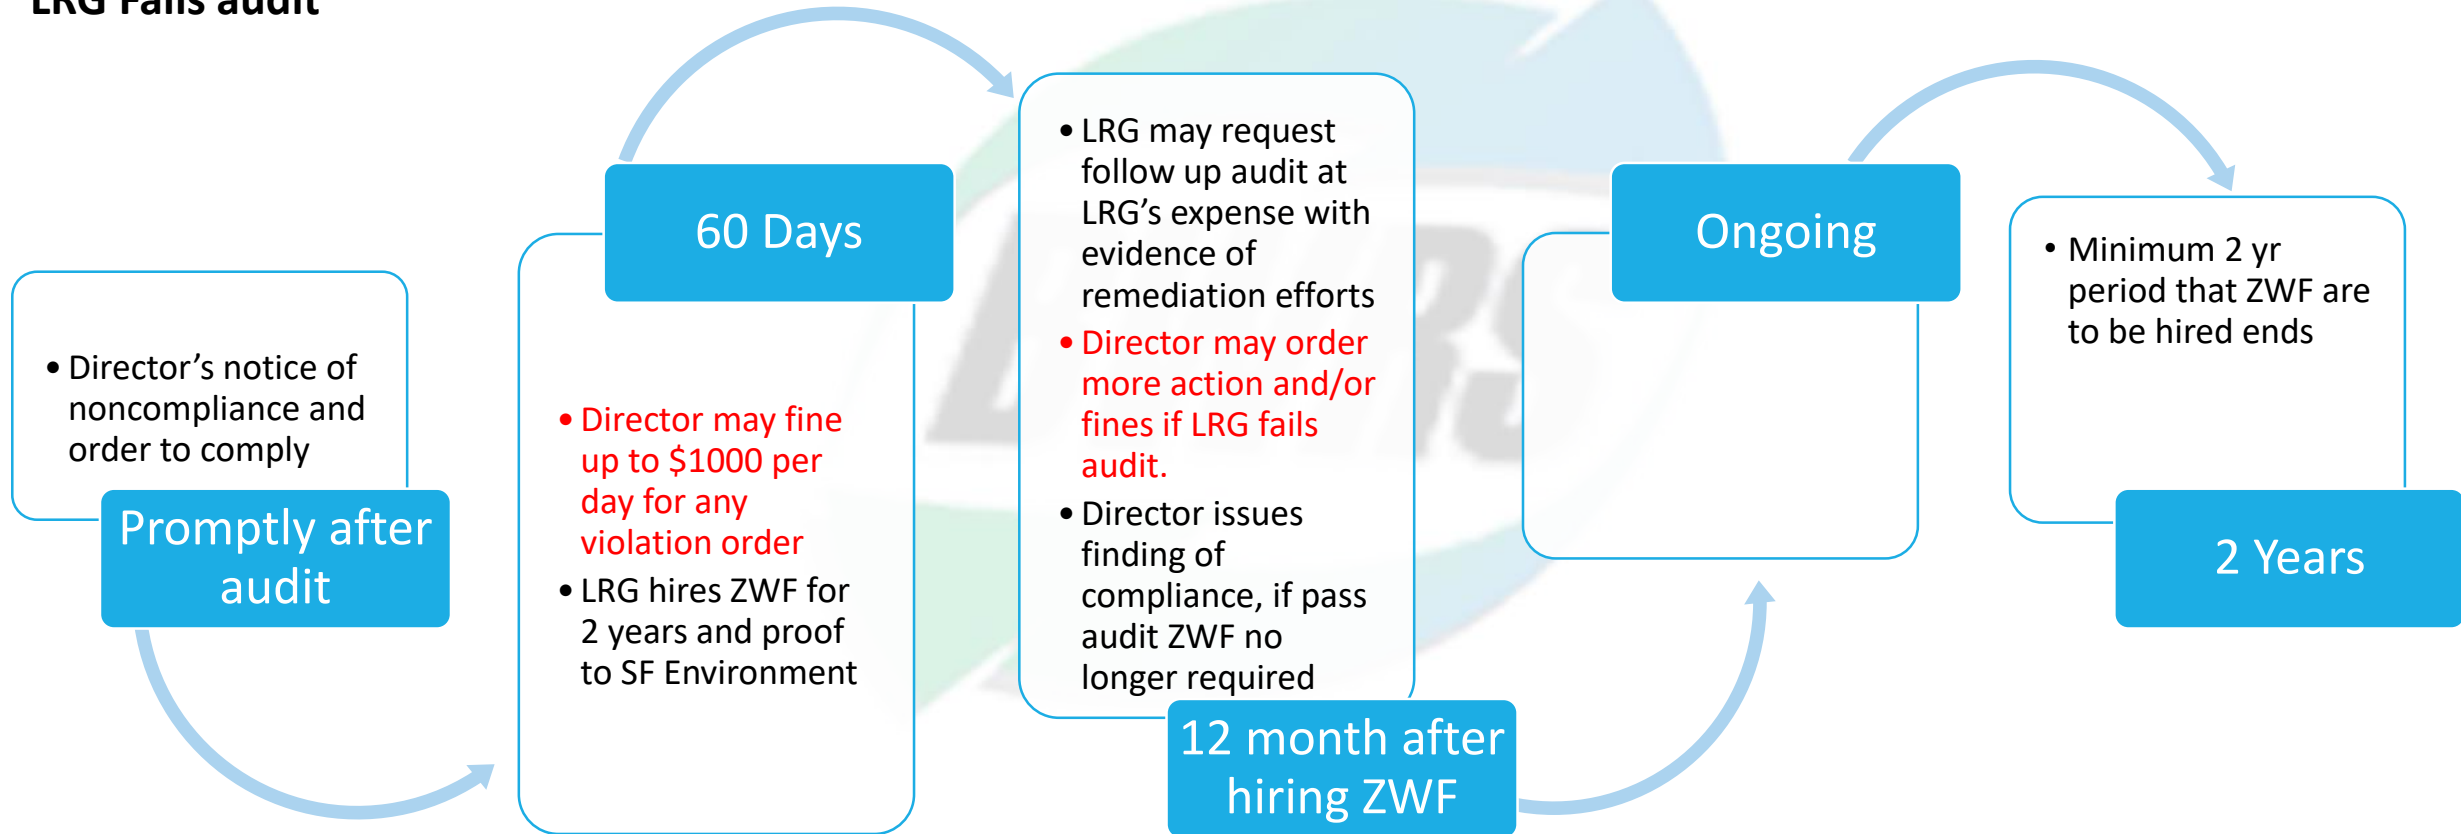 LRG Fails audit
• Director's notice of
noncompliance and
order to comply
Promptly after
audit
60 Days
• Director may fine
up to $1000 per
day for any
violation order
• LRG hires ZWF for
2 years and proof
to SF Environment
• LRG may request
follow up audit at
LRG's expense with
evidence of
remediation efforts
• Director may order
more action and/or
fines if LRG fails
audit.
• Director issues
finding of
compliance, if pass
audit ZWF no
longer required
12 month after
hiring ZWF
Ongoing
• Minimum 2 yr
period that ZWF are
to be hired ends
2 Years